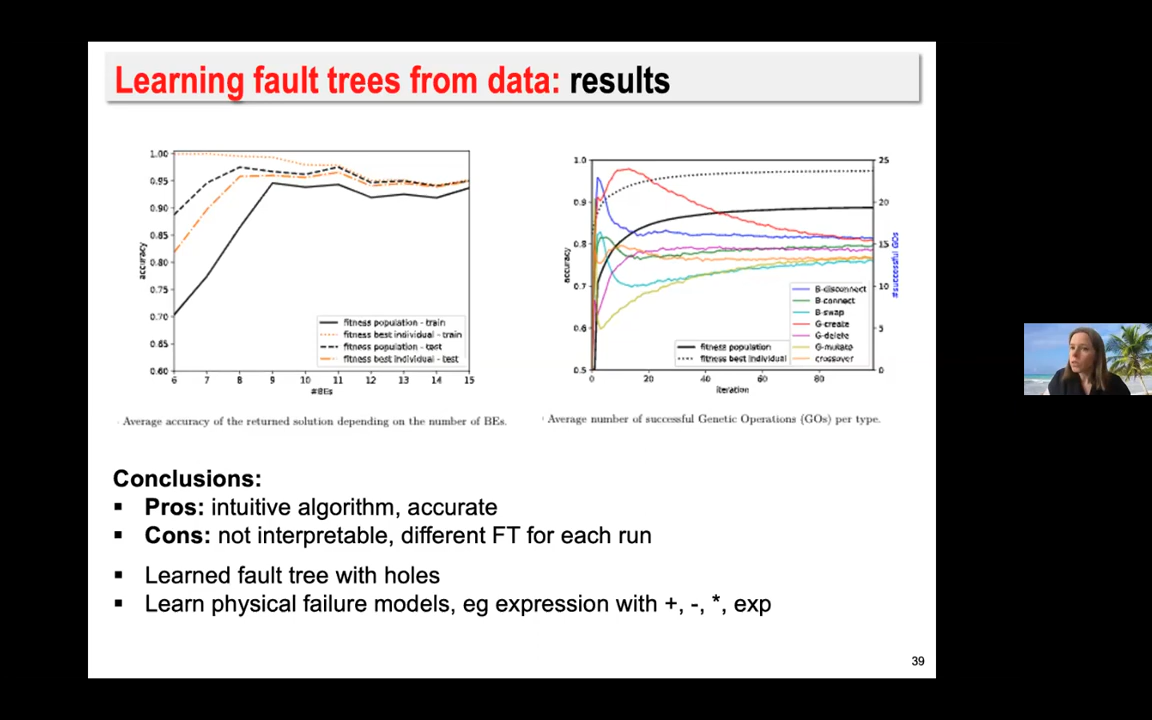 Learning fault trees from data: results
1.00
0.95
0.90
0.85
0.80
0.75
0.70
0.65
0.60
accuracy
6 7 8 9 10 11 12 13 14 15
#BEs
fitness population - train
fitness best individual - train
fitness population - test
fitness best individual - test
Average accuracy of the returned solution depending on the number of BEs.
1.0
0.9
0.8
0.7
0.6
0.5
accuracy
0 20 40 60 80
iteration
25
20
15
10
5
0
#successful GOs
fitness population
fitness best individual
B-disconnect
B-connect
B-swap
G-create
G-delete
G-mutate
crossover
Average number of successful Genetic Operations (GOs) per type.
Conclusions:
▪ Pros: intuitive algorithm, accurate
▪ Cons: not interpretable, different FT for each run
▪ Learned fault tree with holes
▪ Learn physical failure models, eg expression with +, -, *, exp
39